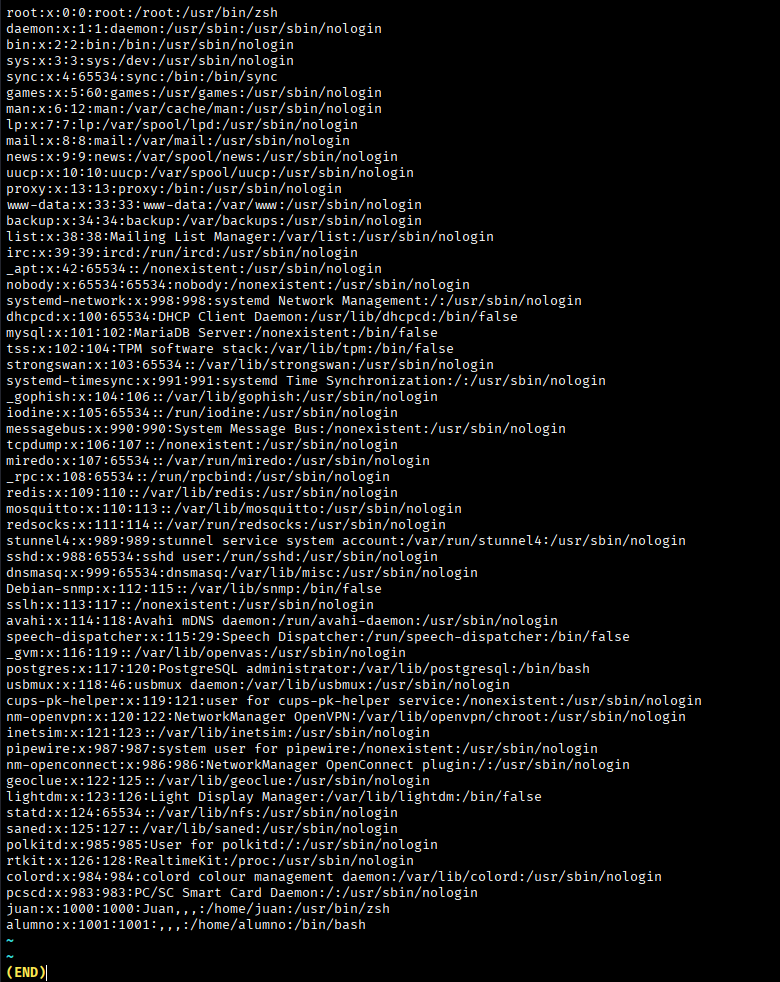 root:x:0:0:root:/root:/usr/bin/zsh
daemon:x:1:1:daemon:/usr/sbin:/usr/sbin/nologin
bin:x:2:2:bin:/bin:/usr/sbin/nologin
sys:x:3:3:sys:/dev:/usr/sbin/nologin
sync:x:4:65534:sync:/bin:/bin/sync
games:x:5:60:games:/usr/games:/usr/sbin/nologin
man:x:6:12:man:/var/cache/man:/usr/sbin/nologin
lp:x:7:7:lp:/var/spool/lpd:/usr/sbin/nologin
mail:x:8:8:mail:/var/mail:/usr/sbin/nologin
news:x:9:9:news:/var/spool/news:/usr/sbin/nologin
uucp:x:10:10:uucp:/var/spool/uucp:/usr/sbin/nologin
proxy:x:13:13:proxy:/bin:/usr/sbin/nologin
www-data:x:33:33:www-data:/var/www:/usr/sbin/nologin
backup:x:34:34:backup:/var/backups:/usr/sbin/nologin
list:x:38:38:Mailing List Manager:/var/list:/usr/sbin/nologin
irc:x:39:39:ircd:/run/ircd:/usr/sbin/nologin
_apt:x:42:65534::/nonexistent:/usr/sbin/nologin
nobody:x:65534:65534:nobody:/nonexistent:/usr/sbin/nologin
systemd-network:x:998:998:systemd Network Management:/:/usr/sbin/nologin
dhcpcd:x:100:65534:DHCP Client Daemon:/usr/lib/dhcpcd:/bin/false
mysql:x:101:102:MariaDB Server:/nonexistent:/bin/false
tss:x:102:104:TPM software stack:/var/lib/tpm:/bin/false
strongswan:x:103:65534::/var/lib/strongswan:/usr/sbin/nologin
systemd-timesync:x:991:991:systemd Time Synchronization:/:/usr/sbin/nologin
_gophish:x:104:106::/var/lib/gophish:/usr/sbin/nologin
iodine:x:105:65534::/run/iodine:/usr/sbin/nologin
messagebus:x:990:990:System Message Bus:/nonexistent:/usr/sbin/nologin
tcpdump:x:106:107::/nonexistent:/usr/sbin/nologin
miredo:x:107:65534::/var/run/miredo:/usr/sbin/nologin
_rpc:x:108:65534::/run/rpcbind:/usr/sbin/nologin
redis:x:109:110::/var/lib/redis:/usr/sbin/nologin
mosquitto:x:110:113::/var/lib/mosquitto:/usr/sbin/nologin
redsocks:x:111:114::/var/run/redsocks:/usr/sbin/nologin
stunnel4:x:989:989:stunnel service system account:/var/run/stunnel4:/usr/sbin/nologin
sshd:x:988:65534:sshd user:/run/sshd:/usr/sbin/nologin
dnsmasq:x:999:65534:dnsmasq:/var/lib/misc:/usr/sbin/nologin
Debian-snmp:x:112:115::/var/lib/snmp:/bin/false
sslh:x:113:117::/nonexistent:/usr/sbin/nologin
avahi:x:114:118:Avahi mDNS daemon:/run/avahi-daemon:/usr/sbin/nologin
speech-dispatcher:x:115:29:Speech Dispatcher:/run/speech-dispatcher:/bin/false
_gvm:x:116:119::/var/lib/openvas:/usr/sbin/nologin
postgres:x:117:120:PostgreSQL administrator:/var/lib/postgresql:/bin/bash
usbmux:x:118:46:usbmux daemon:/var/lib/usbmux:/usr/sbin/nologin
cups-pk-helper:x:119:121:user for cups-pk-helper service:/nonexistent:/usr/sbin/nologin
nm-openvpn:x:120:122:NetworkManager OpenVPN:/var/lib/openvpn/chroot:/usr/sbin/nologin
inetsim:x:121:123::/var/lib/inetsim:/usr/sbin/nologin
pipewire:x:987:987:system user for pipewire:/nonexistent:/usr/sbin/nologin
nm-openconnect:x:986:986:NetworkManager OpenConnect plugin:/:/usr/sbin/nologin
geoclue:x:122:125::/var/lib/geoclue:/usr/sbin/nologin
lightdm:x:123:126:Light Display Manager:/var/lib/lightdm:/bin/false
statd:x:124:65534::/var/lib/nfs:/usr/sbin/nologin
saned:x:125:127::/var/lib/saned:/usr/sbin/nologin
polkitd:x:985:985:User for polkitd:/:/usr/sbin/nologin
rtkit:x:126:128:RealtimeKit:/proc:/usr/sbin/nologin
colord:x:984:984:colord colour management daemon:/var/lib/colord:/usr/sbin/nologin
pcscd:x:983:983:PC/SC Smart Card Daemon:/:/usr/sbin/nologin
juan:x:1000:1000:Juan,,,:/home/juan:/usr/bin/zsh
alumno:x:1001:1001:,,,:/home/alumno:/bin/bash
~
~
(END)